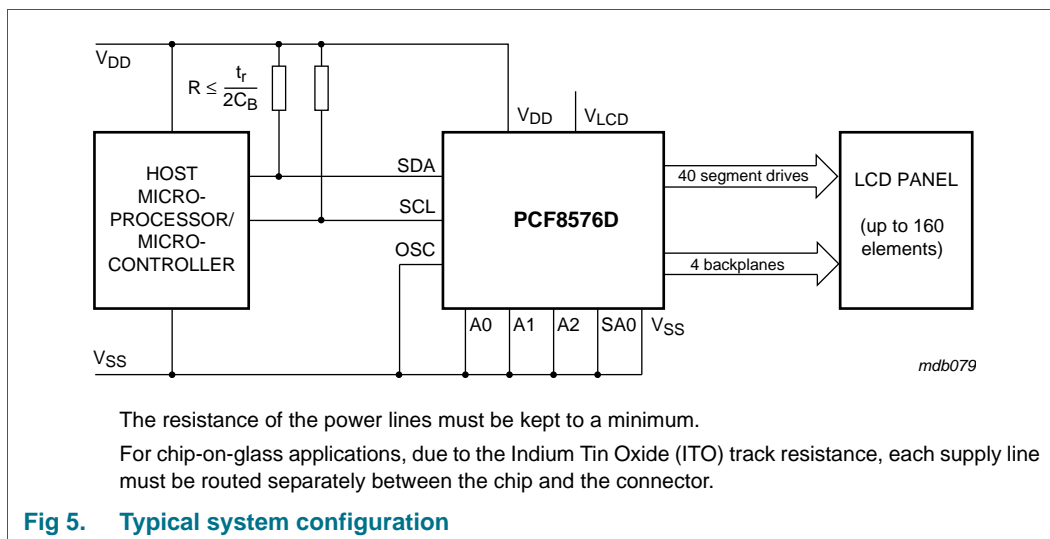 VDD
R ≤ tr
2CB
VDD
VLCD
HOST
MICRO-
PROCESSOR/
MICRO-
CONTROLLER
SDA
SCL
OSC
PCF8576D
40 segment drives
4 backplanes
LCD PANEL
(up to 160
elements)
A0 A1 A2 SA0 VSS
VSS
mdb079
The resistance of the power lines must be kept to a minimum.
For chip-on-glass applications, due to the Indium Tin Oxide (ITO) track resistance, each supply line
must be routed separately between the chip and the connector.
Fig 5. Typical system configuration